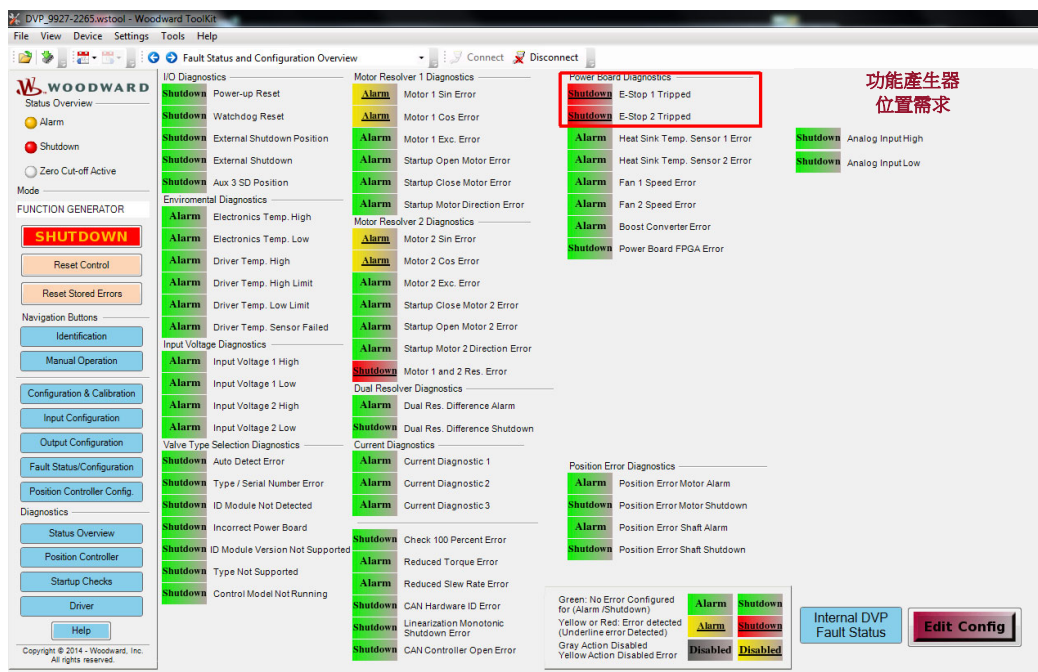 DVP_9927-2265.wstool - Woodward ToolKit
File View Device Settings Tools Help
Fault Status and Configuration Overview Connect Disconnect
WOODWARD
Status Overview
Alarm
Shutdown
Zero Cut-off Active
Mode
FUNCTION GENERATOR
SHUTDOWN
Reset Control
Reset Stored Errors
Navigation Buttons
Identification
Manual Operation
Configuration & Calibration
Input Configuration
Output Configuration
Fault Status/Configuration
Position Controller Config.
Diagnostics
Status Overview
Position Controller
Startup Checks
Driver
Help
Copyright © 2014 - Woodward, Inc.
All rights reserved.
I/O Diagnostics
Shutdown Power-up Reset
Shutdown Watchdog Reset
Shutdown External Shutdown Position
Shutdown External Shutdown
Shutdown Aux 3 SD Position
Enviromental Diagnostics
Alarm Electronics Temp. High
Alarm Electronics Temp. Low
Alarm Driver Temp. High
Alarm Driver Temp. High Limit
Alarm Driver Temp. Low Limit
Alarm Driver Temp. Sensor Failed
Input Voltage Diagnostics
Alarm Input Voltage 1 High
Alarm Input Voltage 1 Low
Alarm Input Voltage 2 High
Alarm Input Voltage 2 Low
Valve Type Selection Diagnostics
Shutdown Auto Detect Error
Shutdown Type / Serial Number Error
Shutdown ID Module Not Detected
Shutdown Incorrect Power Board
Shutdown ID Module Version Not Supported
Shutdown Type Not Supported
Shutdown Control Model Not Running
Motor Resolver 1 Diagnostics
Alarm Motor 1 Sin Error
Alarm Motor 1 Cos Error
Alarm Motor 1 Exc. Error
Alarm Startup Open Motor Error
Alarm Startup Close Motor Error
Alarm Startup Motor Direction Error
Motor Resolver 2 Diagnostics
Alarm Motor 2 Sin Error
Alarm Motor 2 Cos Error
Alarm Motor 2 Exc. Error
Alarm Startup Close Motor 2 Error
Alarm Startup Open Motor 2 Error
Alarm Startup Motor 2 Direction Error
Shutdown Motor 1 and 2 Res. Error
Dual Resolver Diagnostics
Alarm Dual Res. Difference Alarm
Shutdown Dual Res. Difference Shutdown
Current Diagnostics
Alarm Current Diagnostic 1
Alarm Current Diagnostic 2
Alarm Current Diagnostic 3
Shutdown Check 100 Percent Error
Alarm Reduced Torque Error
Alarm Reduced Slew Rate Error
Shutdown CAN Hardware ID Error
Shutdown Linearization Monotonic
Shutdown Error
Shutdown CAN Controller Open Error
Power Board Diagnostics
Shutdown E-Stop 1 Tripped
Shutdown E-Stop 2 Tripped
Alarm Heat Sink Temp. Sensor 1 Error
Alarm Heat Sink Temp. Sensor 2 Error
Alarm Fan 1 Speed Error
Alarm Fan 2 Speed Error
Alarm Boost Converter Error
Shutdown Power Board FPGA Error
Position Error Diagnostics
Alarm Position Error Motor Alarm
Shutdown Position Error Motor Shutdown
Alarm Position Error Shaft Alarm
Shutdown Position Error Shaft Shutdown
功能產生器
位置需求
Shutdown Analog Input High
Shutdown Analog Input Low
Green: No Error Configured
for (Alarm /Shutdown) Alarm Shutdown
Yellow or Red: Error detected
(Underline error Detected) Alarm Shutdown
Gray Action Disabled
Yellow Action Disabled Error Disabled Disabled
Internal DVP
Fault Status
Edit Config